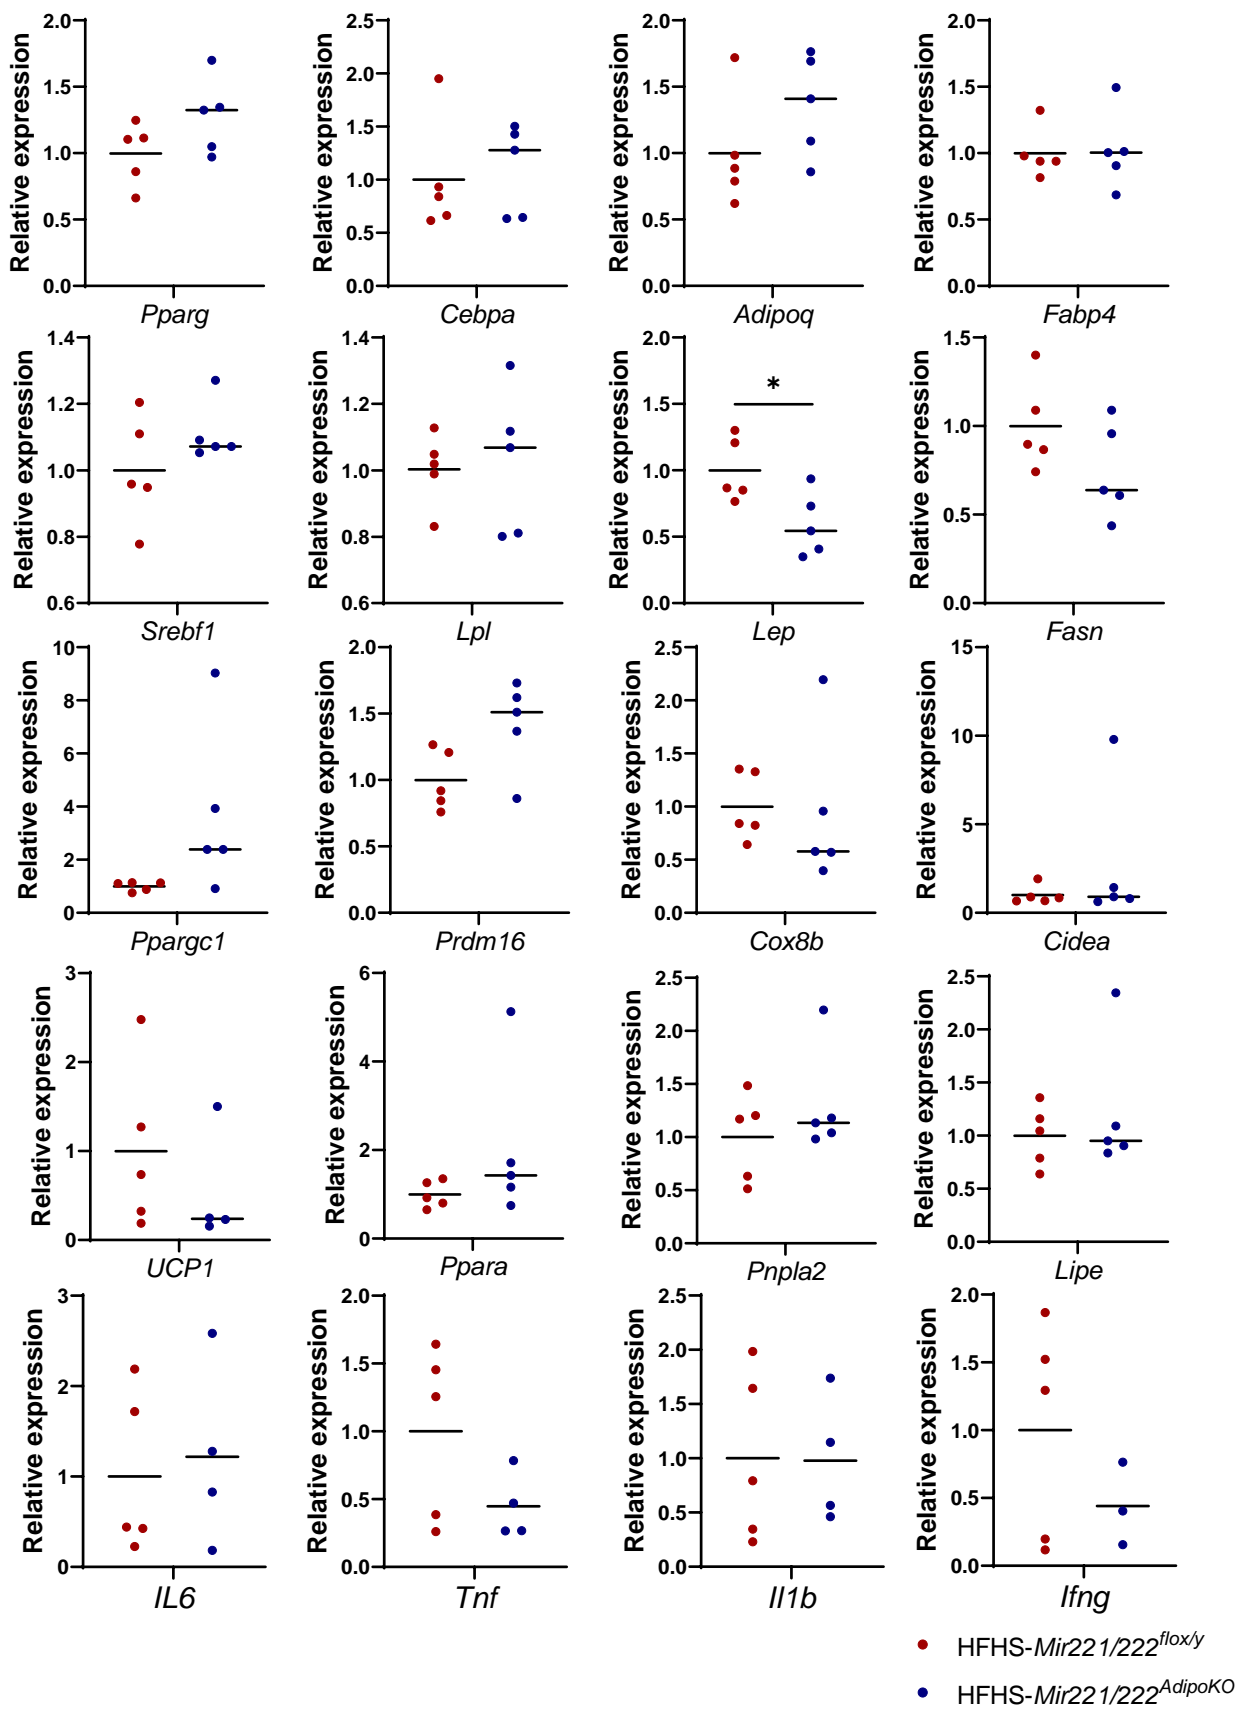 Relative expression
2.0
1.5
1.0
0.5
0.0
Pparg
Relative expression
2.5
2.0
1.5
1.0
0.5
0.0
Cebpa
Relative expression
2.0
1.5
1.0
0.5
0.0
Adipoq
Relative expression
2.0
1.5
1.0
0.5
0.0
Fabp4
Relative expression
1.4
1.2
1.0
0.8
0.6
Srebf1
Relative expression
1.4
1.2
1.0
0.8
0.6
Lpl
Relative expression
2.0
1.5
1.0
0.5
0.0
*
Lep
Relative expression
1.5
1.0
0.5
0.0
Fasn
Relative expression
10
8
6
4
2
0
Ppargc1
Relative expression
2.0
1.5
1.0
0.5
0.0
Prdm16
Relative expression
2.5
2.0
1.5
1.0
0.5
0.0
Cox8b
Relative expression
15
10
5
0
Cidea
Relative expression
3
2
1
0
UCP1
Relative expression
6
4
2
0
Ppara
Relative expression
2.5
2.0
1.5
1.0
0.5
0.0
Pnpla2
Relative expression
2.5
2.0
1.5
1.0
0.5
0.0
Lipe
Relative expression
3
2
1
0
IL6
Relative expression
2.0
1.5
1.0
0.5
0.0
Tnf
Relative expression
2.5
2.0
1.5
1.0
0.5
0.0
Il1b
Relative expression
2.0
1.5
1.0
0.5
0.0
Ifng
HFHS-Mir221/222flox/y
HFHS-Mir221/222AdipoKO